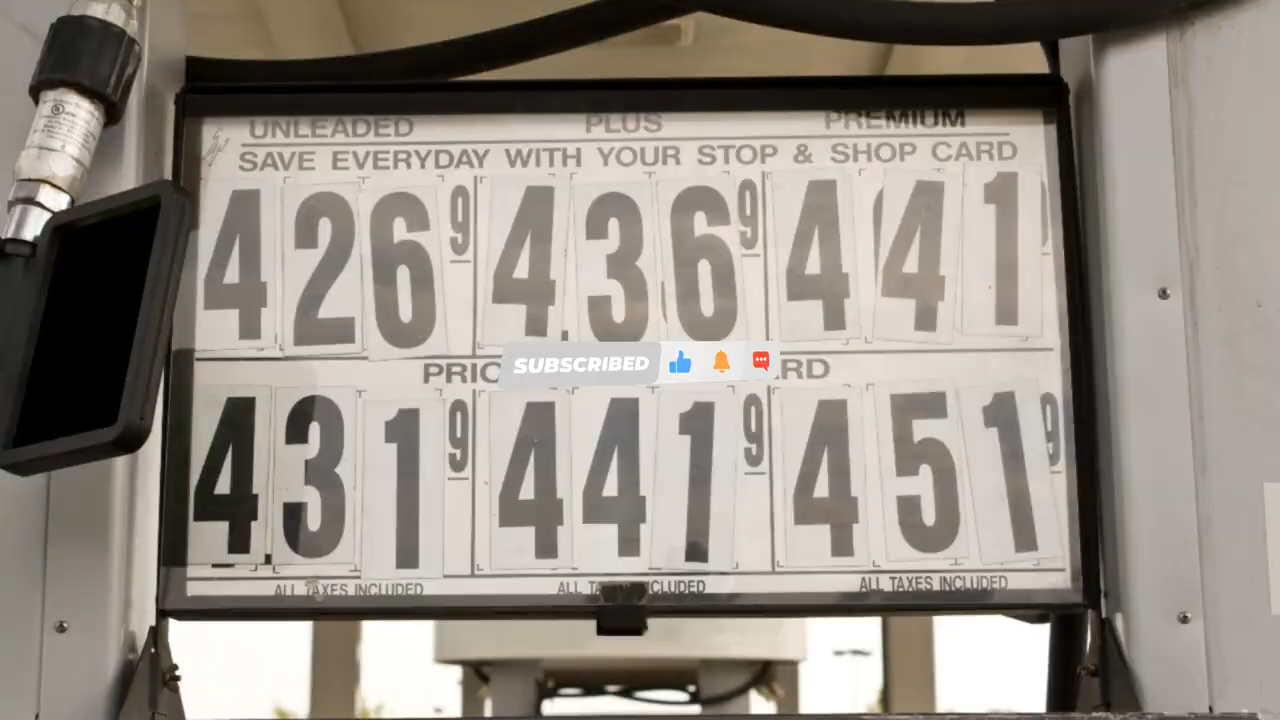 UNLEADED PLUS PREMIUM
SAVE EVERYDAY WITH YOUR STOP & SHOP CARD
4 2 6 9 4 3 6 9 4 4 1
SUBSCRIBED
4 3 1 9 4 4 1 9 4 5 1 9
ALL TAXES INCLUDED ALL INCLUDED ALL TAXES INCLUDED